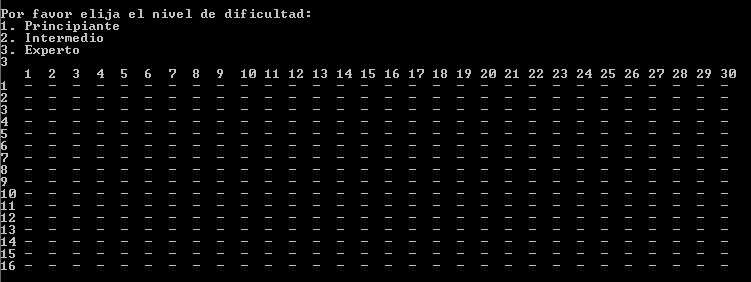 Por favor elija el nivel de dificultad:
1. Principiante
2. Intermedio
3. Experto
3
1 2 3 4 5 6 7 8 9 10 11 12 13 14 15 16 17 18 19 20 21 22 23 24 25 26 27 28 29 30
1 – – – – – – – – – – – – – – – – – – – – – – – – – – – – – –
2 – – – – – – – – – – – – – – – – – – – – – – – – – – – – – –
3 – – – – – – – – – – – – – – – – – – – – – – – – – – – – – –
4 – – – – – – – – – – – – – – – – – – – – – – – – – – – – – –
5 – – – – – – – – – – – – – – – – – – – – – – – – – – – – – –
6 – – – – – – – – – – – – – – – – – – – – – – – – – – – – – –
7 – – – – – – – – – – – – – – – – – – – – – – – – – – – – – –
8 – – – – – – – – – – – – – – – – – – – – – – – – – – – – – –
9 – – – – – – – – – – – – – – – – – – – – – – – – – – – – – –
10 – – – – – – – – – – – – – – – – – – – – – – – – – – – – – –
11 – – – – – – – – – – – – – – – – – – – – – – – – – – – – – –
12 – – – – – – – – – – – – – – – – – – – – – – – – – – – – – –
13 – – – – – – – – – – – – – – – – – – – – – – – – – – – – – –
14 – – – – – – – – – – – – – – – – – – – – – – – – – – – – – –
15 – – – – – – – – – – – – – – – – – – – – – – – – – – – – – –
16 – – – – – – – – – – – – – – – – – – – – – – – – – – – – – –